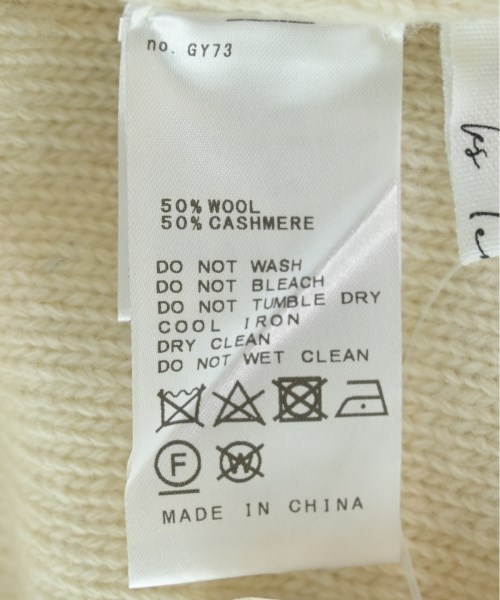 no. GY73
50% WOOL
50% CASHMERE
DO NOT WASH
DO NOT BLEACH
DO NOT TUMBLE DRY
COOL IRON
DRY CLEAN
DO NOT WET CLEAN
F W
MADE IN CHINA